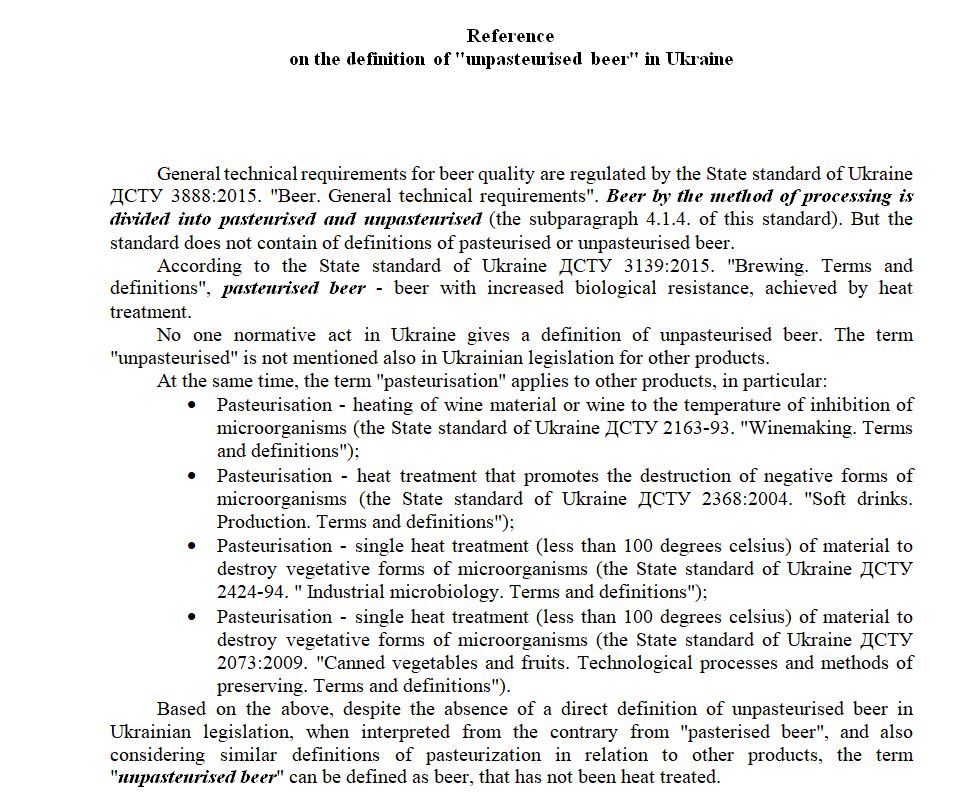 Reference
on the definition of "unpasteurised beer" in Ukraine
General technical requirements for beer quality are regulated by the State standard of Ukraine
ДСТУ 3888:2015. "Beer. General technical requirements". Beer by the method of processing is
divided into pasteurised and unpasteurised (the subparagraph 4.1.4. of this standard). But the
standard does not contain of definitions of pasteurised or unpasteurised beer.
According to the State standard of Ukraine ДСТУ 3139:2015. "Brewing. Terms and
definitions", pasteurised beer - beer with increased biological resistance, achieved by heat
treatment.
No one normative act in Ukraine gives a definition of unpasteurised beer. The term
"unpasteurised" is not mentioned also in Ukrainian legislation for other products.
At the same time, the term "pasteurisation" applies to other products, in particular:
• Pasteurisation - heating of wine material or wine to the temperature of inhibition of
microorganisms (the State standard of Ukraine ДСТУ 2163-93. "Winemaking. Terms
and definitions");
• Pasteurisation - heat treatment that promotes the destruction of negative forms of
microorganisms (the State standard of Ukraine ДСТУ 2368:2004. "Soft drinks.
Production. Terms and definitions");
• Pasteurisation - single heat treatment (less than 100 degrees celsius) of material to
destroy vegetative forms of microorganisms (the State standard of Ukraine ДСТУ
2424-94. " Industrial microbiology. Terms and definitions");
• Pasteurisation - single heat treatment (less than 100 degrees celsius) of material to
destroy vegetative forms of microorganisms (the State standard of Ukraine ДСТУ
2073:2009. "Canned vegetables and fruits. Technological processes and methods of
preserving. Terms and definitions").
Based on the above, despite the absence of a direct definition of unpasteurised beer in
Ukrainian legislation, when interpreted from the contrary from "pasterised beer", and also
considering similar definitions of pasteurization in relation to other products, the term
"unpasteurised beer" can be defined as beer, that has not been heat treated.